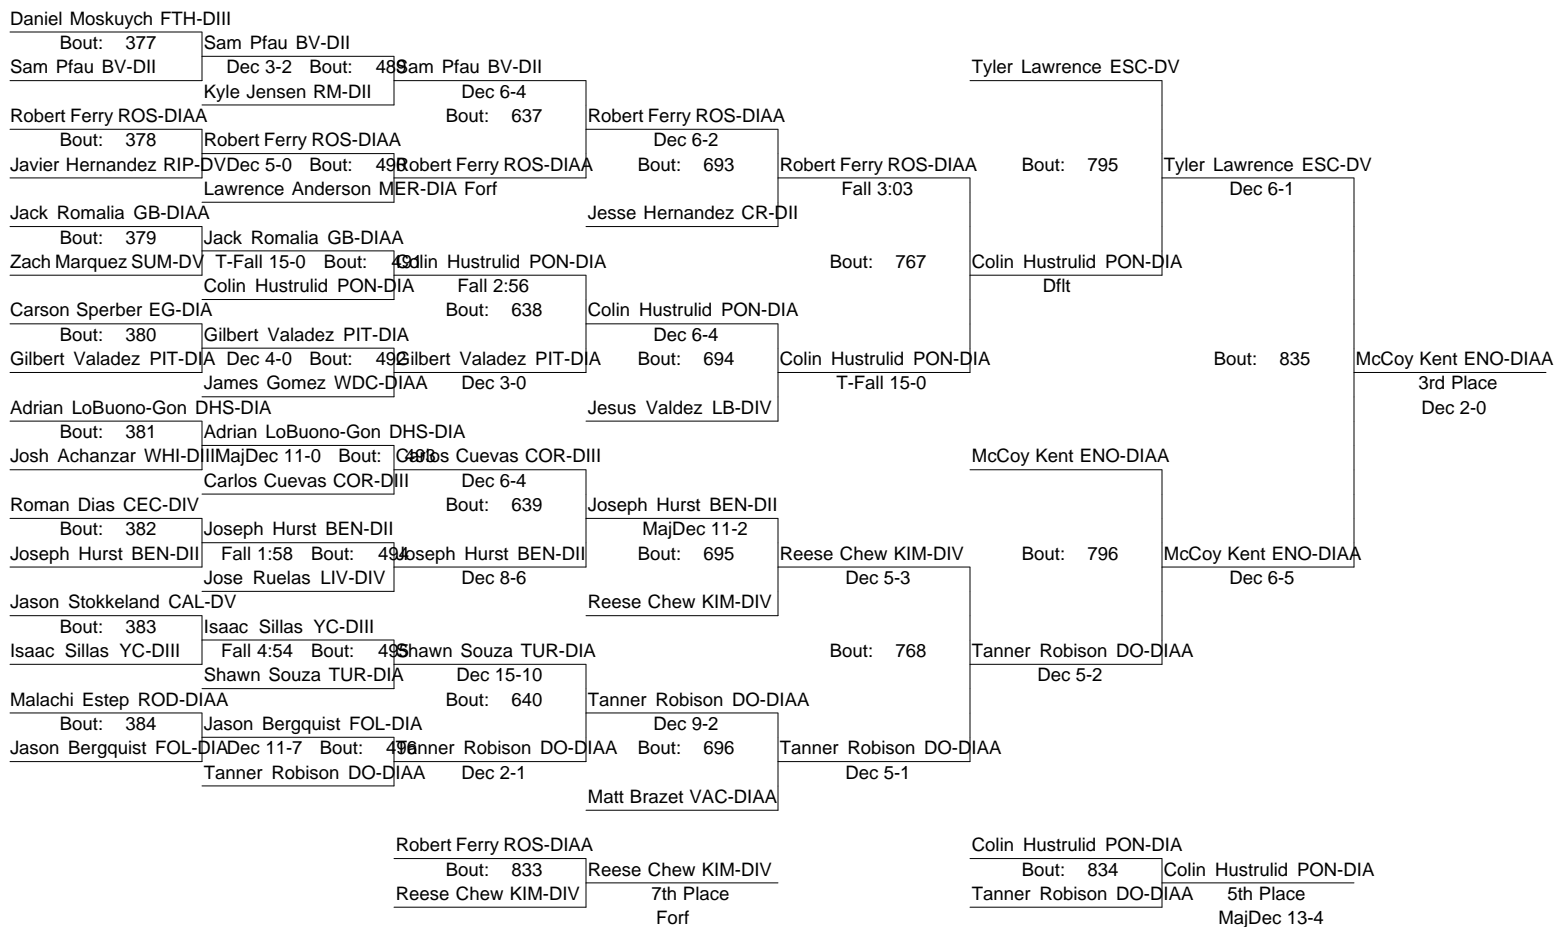 Daniel Moskuych FTH-DIII
Bout: 377 Sam Pfau BV-DII
Sam Pfau BV-DII Dec 3-2 Bout: 489 Sam Pfau BV-DII Tyler Lawrence ESC-DV
Kyle Jensen RM-DII Dec 6-4
Robert Ferry ROS-DIAA Bout: 637 Robert Ferry ROS-DIAA
Bout: 378 Robert Ferry ROS-DIAA Dec 6-2
Javier Hernandez RIP-DV Dec 5-0 Bout: 490 Robert Ferry ROS-DIAA Bout: 693 Robert Ferry ROS-DIAA Bout: 795 Tyler Lawrence ESC-DV
Lawrence Anderson MER-DIA Forf Fall 3:03 Dec 6-1
Jack Romalia GB-DIAA Jesse Hernandez CR-DII
Bout: 379 Jack Romalia GB-DIAA
Zach Marquez SUM-DV T-Fall 15-0 Bout: 491 Colin Hustrulid PON-DIA Bout: 767 Colin Hustrulid PON-DIA
Colin Hustrulid PON-DIA Fall 2:56 Dflt
Carson Sperber EG-DIA Bout: 638 Colin Hustrulid PON-DIA
Bout: 380 Gilbert Valadez PIT-DIA Dec 6-4
Gilbert Valadez PIT-DIA Dec 4-0 Bout: 492 Gilbert Valadez PIT-DIA Bout: 694 Colin Hustrulid PON-DIA Bout: 835 McCoy Kent ENO-DIAA
James Gomez WDC-DIAA Dec 3-0 T-Fall 15-0 3rd Place
Adrian LoBuono-Gon DHS-DIA Jesus Valdez LB-DIV Dec 2-0
Bout: 381 Adrian LoBuono-Gon DHS-DIA
Josh Achanzar WHI-DIII MajDec 11-0 Bout: 493 Carlos Cuevas COR-DIII McCoy Kent ENO-DIAA
Carlos Cuevas COR-DIII Dec 6-4
Roman Dias CEC-DIV Bout: 639 Joseph Hurst BEN-DII
Bout: 382 Joseph Hurst BEN-DII MajDec 11-2
Joseph Hurst BEN-DII Fall 1:58 Bout: 494 Joseph Hurst BEN-DII Bout: 695 Reese Chew KIM-DIV Bout: 796 McCoy Kent ENO-DIAA
Jose Ruelas LIV-DIV Dec 8-6 Dec 5-3 Dec 6-5
Jason Stokkeland CAL-DV Reese Chew KIM-DIV
Bout: 383 Isaac Sillas YC-DIII
Isaac Sillas YC-DIII Fall 4:54 Bout: 495 Shawn Souza TUR-DIA Bout: 768 Tanner Robison DO-DIAA
Shawn Souza TUR-DIA Dec 15-10 Dec 5-2
Malachi Estep ROD-DIAA Bout: 640 Tanner Robison DO-DIAA
Bout: 384 Jason Bergquist FOL-DIA Dec 9-2
Jason Bergquist FOL-DIA Dec 11-7 Bout: 496 Tanner Robison DO-DIAA Bout: 696 Tanner Robison DO-DIAA
Tanner Robison DO-DIAA Dec 2-1 Dec 5-1
Matt Brazet VAC-DIAA
Robert Ferry ROS-DIAA Colin Hustrulid PON-DIA
Bout: 833 Reese Chew KIM-DIV Bout: 834 Colin Hustrulid PON-DIA
Reese Chew KIM-DIV 7th Place Tanner Robison DO-DIAA 5th Place
Forf MajDec 13-4